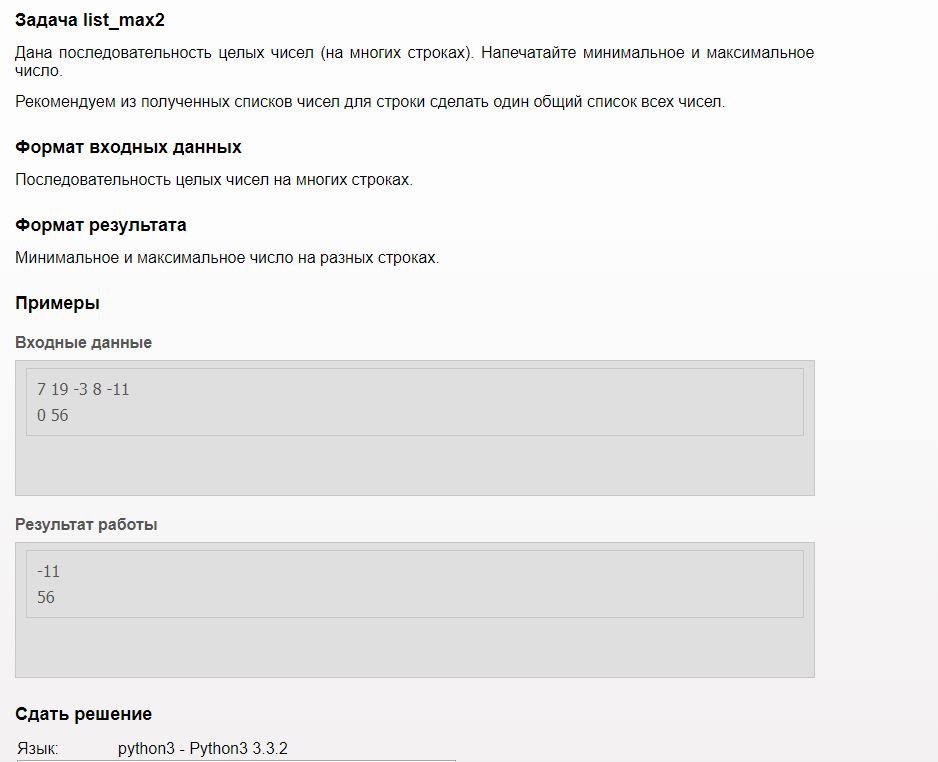 Задача list_max2
Дана последовательность целых чисел (на многих строках). Напечатайте минимальное и максимальное
число.
Рекомендуем из полученных списков чисел для строки сделать один общий список всех чисел.
Формат входных данных
Последовательность целых чисел на многих строках.
Формат результата
Минимальное и максимальное число на разных строках.
Примеры
Входные данные
7 19 -3 8 -11
0 56
Результат работы
-11
56
Сдать решение
Язык: python3 - Python3 3.3.2